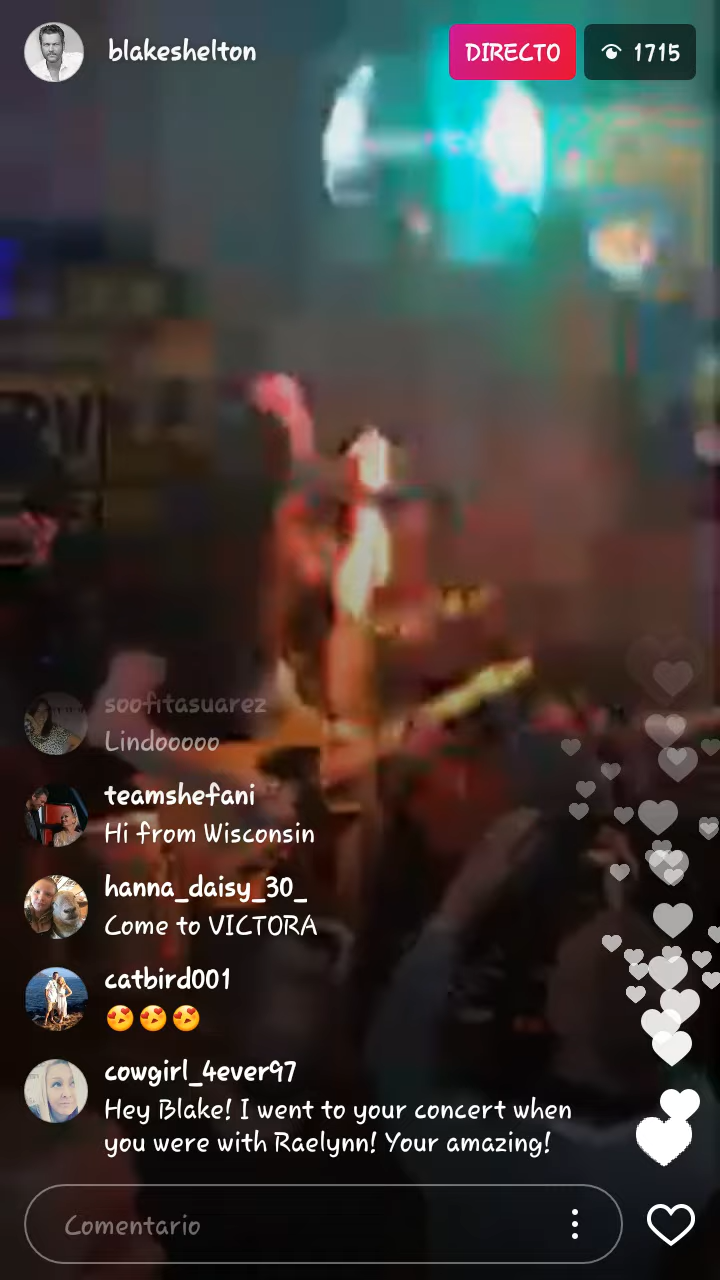 blakeshelton
DIRECTO
1715
soofitasuarez
Lindooooo
teamshefani
Hi from Wisconsin
hanna_daisy_30_
Come to VICTORA
catbird001
😍😍😍
cowgirl_4ever97
Hey Blake! I went to your concert when
you were with Raelynn! Your amazing!
Comentario